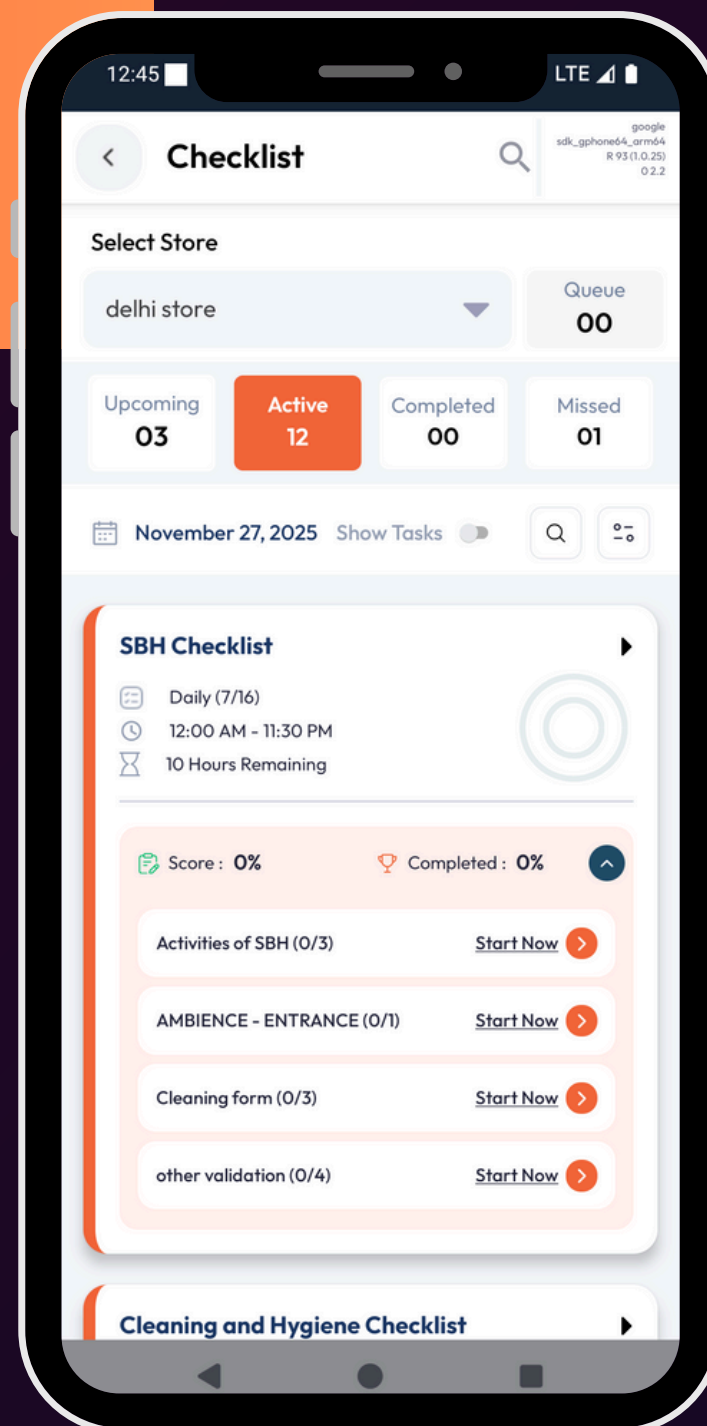 12:45
LTE
Checklist
google
sdk_gphone64_arm64
R 93 (1.0.25)
O 2.2
Select Store
delhi store
Queue
00
Upcoming
03
Active
12
Completed
00
Missed
01
November 27, 2025 Show Tasks
SBH Checklist
Daily (7/16)
12:00 AM - 11:30 PM
10 Hours Remaining
Score : 0% Completed : 0%
Activities of SBH (0/3) Start Now
AMBIENCE - ENTRANCE (0/1) Start Now
Cleaning form (0/3) Start Now
other validation (0/4) Start Now
Cleaning and Hygiene Checklist